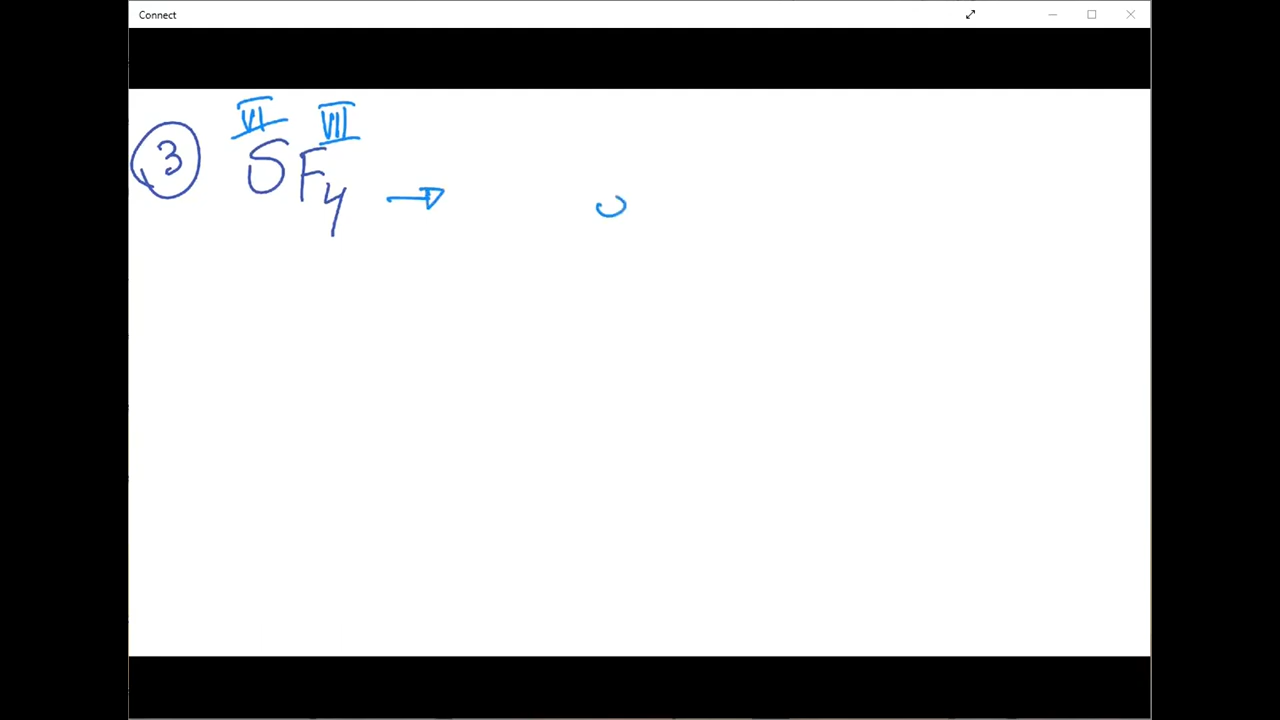 Connect
VI VII
③ SF₄ →